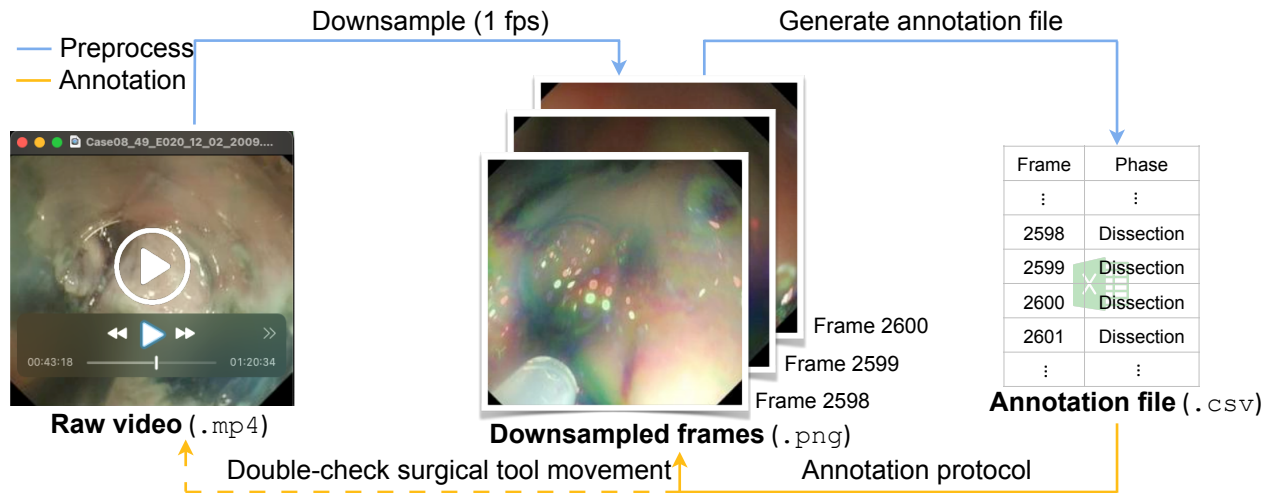 Downsample (1 fps)
Generate annotation file
Preprocess
Annotation
Case08_49_E020_12_02_2009....
00:43:18
01:20:34
Raw video (.mp4)
Frame 2600
Frame 2599
Frame 2598
Downsampled frames (.png)
Frame Phase
⋮ ⋮
2598 Dissection
2599 Dissection
2600 Dissection
2601 Dissection
⋮ ⋮
Annotation file (.csv)
Double-check surgical tool movement
Annotation protocol